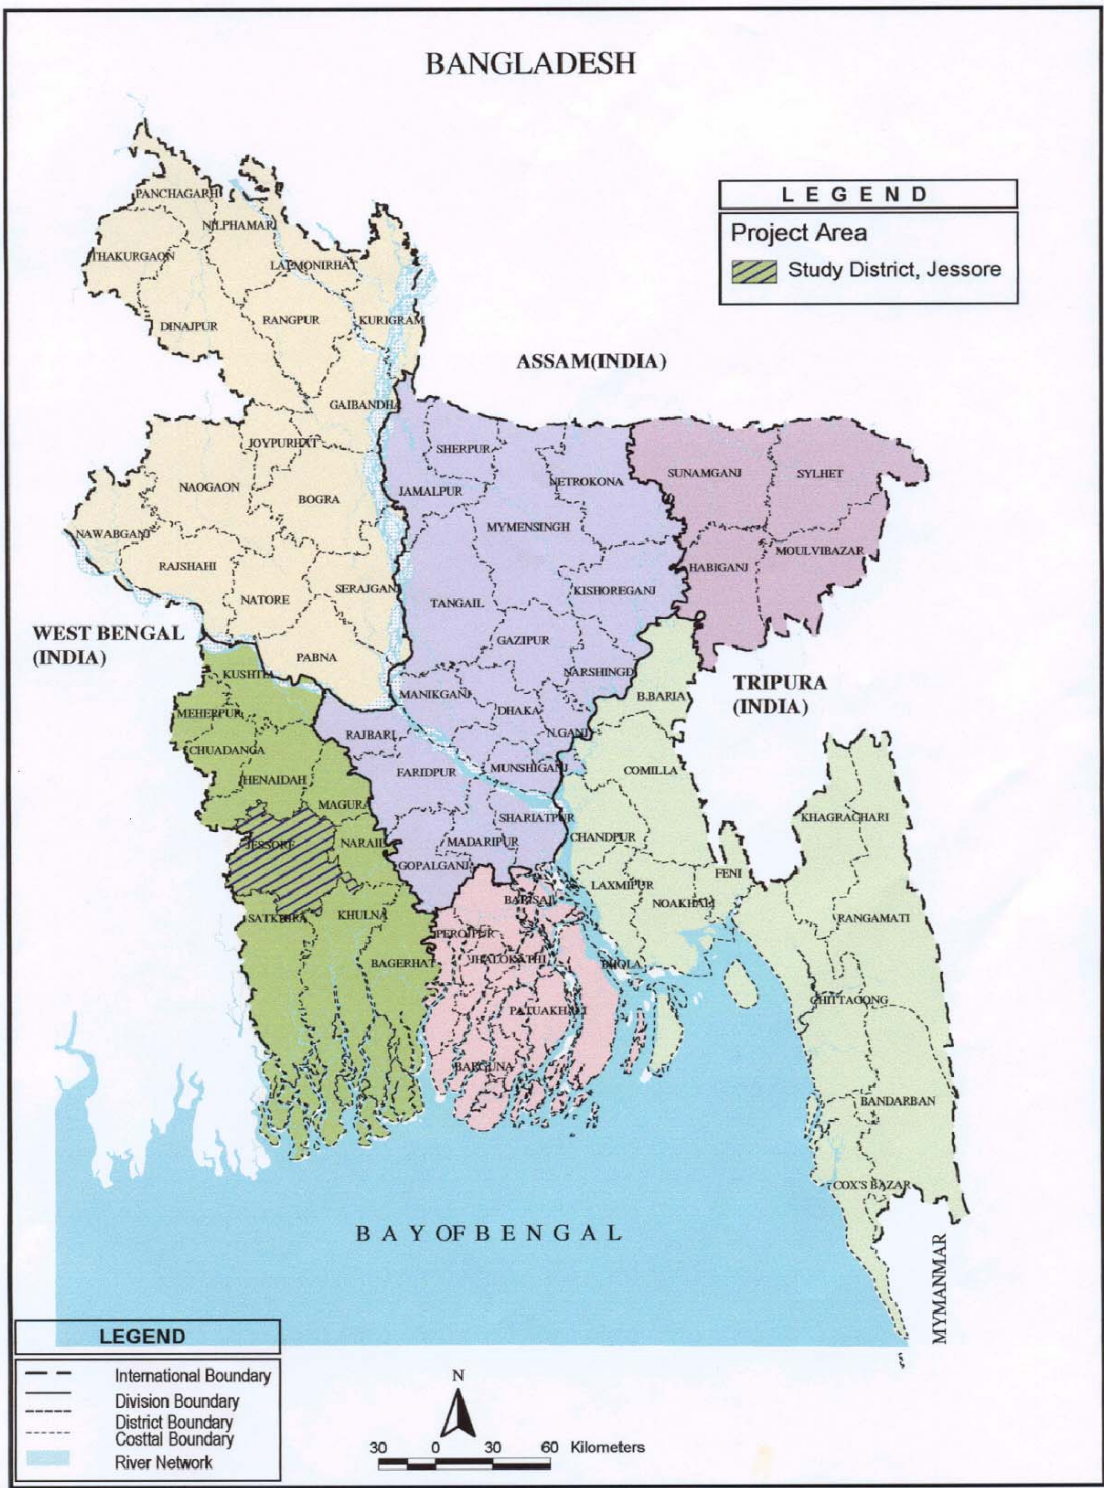 BANGLADESH
LEGEND
Project Area
Study District, Jessore
PANCHAGARH
NILPHAMARI
THAKURGAON
LALMONIRHAT
DINAJPUR
RANGPUR
KURIGRAM
ASSAM(INDIA)
GAIBANDHA
JOYPURHAT
SHERPUR
SUNAMGANJ
SYLHET
NAOGAON
BOGRA
JAMALPUR
NETROKONA
MYMENSINGH
NAWABGANJ
RAJSHAHI
MOULVIBAZAR
HABIGANJ
NATORE
SERAJGANJ
TANGAIL
KISHOREGANJ
WEST BENGAL
(INDIA)
GAZIPUR
PABNA
NARSHINGDI
KUSHTIA
MANIKGANJ
B.BARIA
TRIPURA
(INDIA)
MEHERPUR
DHAKA
RAJBARI
N.GANJ
CHUADANGA
JHENAIDAH
FARIDPUR
MUNSHIGANJ
COMILLA
MAGURA
SHARIATPUR
KHAGRACHARI
JESSORE
NARAIL
MADARIPUR
CHANDPUR
GOPALGANJ
FENI
LAXMIPUR
BARISAL
NOAKHALI
SATKHIRA
KHULNA
RANGAMATI
PEROJPUR
JHALOKATHI
BAGERHAT
BHOLA
PATUAKHALI
CHITTAGONG
BARGUNA
BANDARBAN
COX'S BAZAR
BAY OF BENGAL
MYMANMAR
LEGEND
International Boundary
Division Boundary
District Boundary
Costtal Boundary
River Network
N
30 0 30 60 Kilometers